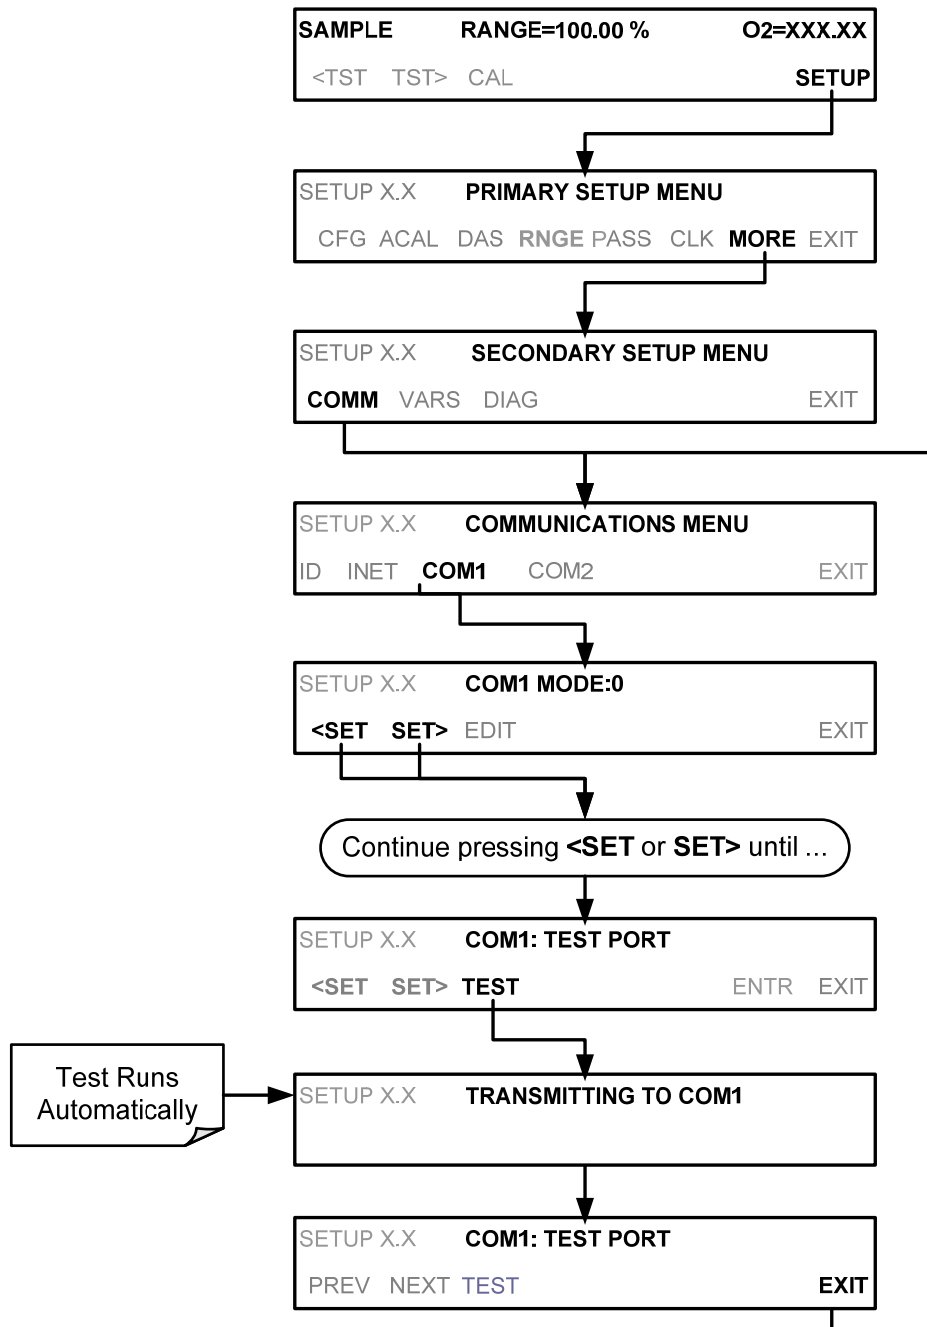 SAMPLE RANGE=100.00 % O2=XXX.XX
<TST TST> CAL SETUP
SETUP X.X PRIMARY SETUP MENU
CFG ACAL DAS RNGE PASS CLK MORE EXIT
SETUP X.X SECONDARY SETUP MENU
COMM VARS DIAG EXIT
SETUP X.X COMMUNICATIONS MENU
ID INET COM1 COM2 EXIT
SETUP X.X COM1 MODE:0
<SET SET> EDIT EXIT
Continue pressing <SET or SET> until ...
SETUP X.X COM1: TEST PORT
<SET SET> TEST ENTR EXIT
Test Runs
Automatically
SETUP X.X TRANSMITTING TO COM1
SETUP X.X COM1: TEST PORT
PREV NEXT TEST EXIT